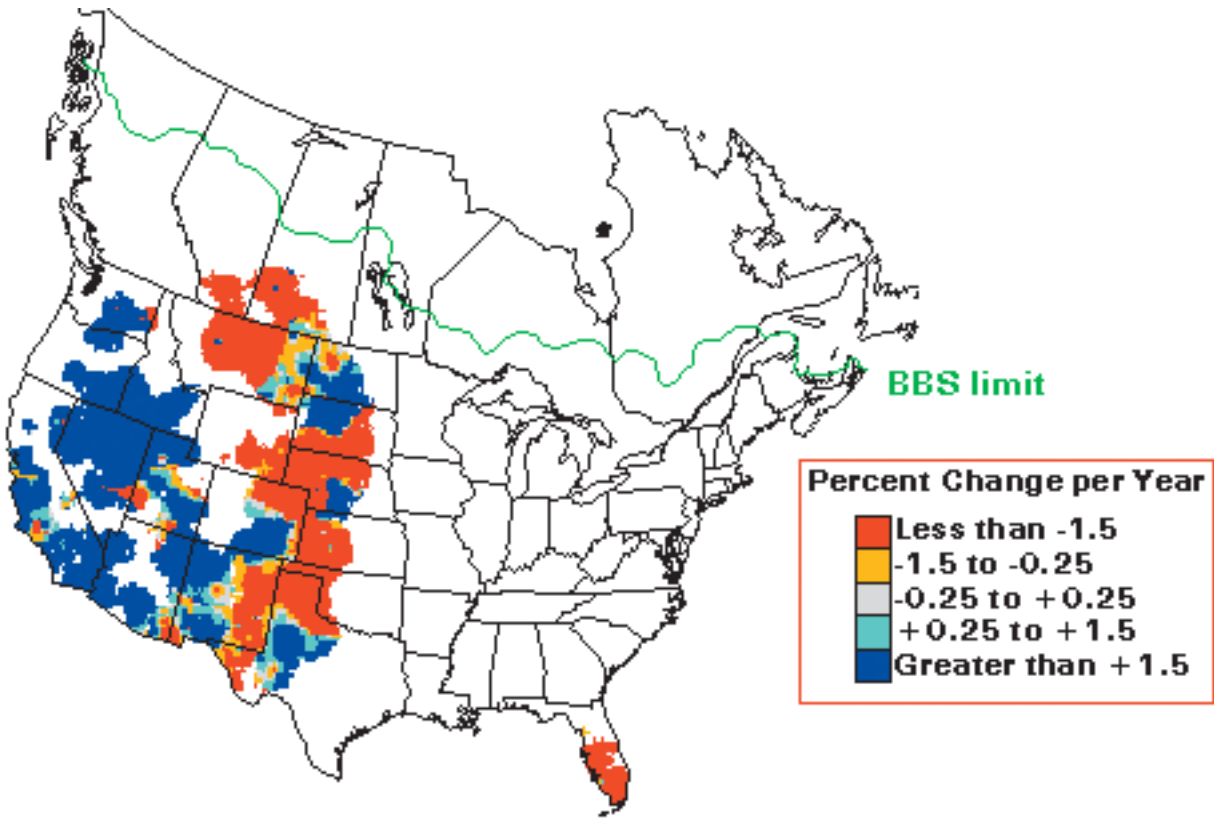 BBS limit
Percent Change per Year
Less than -1.5
-1.5 to -0.25
-0.25 to +0.25
+0.25 to +1.5
Greater than +1.5